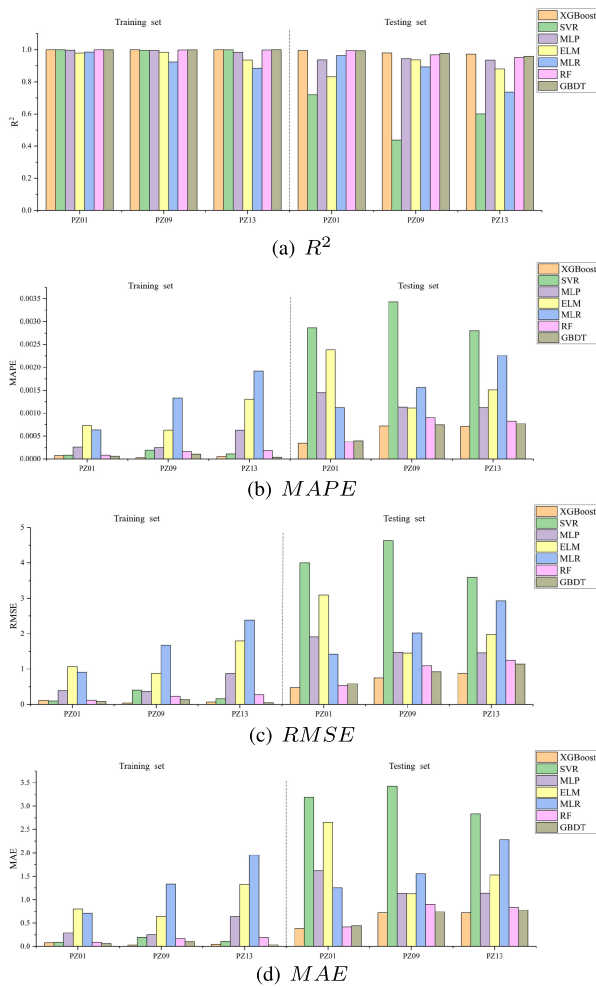 Training set
Testing set
XGBoost
SVR
MLP
ELM
MLR
RF
GBDT
1.0
0.8
0.6
0.4
0.2
0.0
R²
PZ01 PZ09 PZ13 PZ01 PZ09 PZ13
(a) R²
Training set
Testing set
XGBoost
SVR
MLP
ELM
MLR
RF
GBDT
0.0035
0.0030
0.0025
0.0020
0.0015
0.0010
0.0005
0.0000
MAPE
PZ01 PZ09 PZ13 PZ01 PZ09 PZ13
(b) MAPE
Training set
Testing set
XGBoost
SVR
MLP
ELM
MLR
RF
GBDT
5
4
3
2
1
0
RMSE
PZ01 PZ09 PZ13 PZ01 PZ09 PZ13
(c) RMSE
Training set
Testing set
XGBoost
SVR
MLP
ELM
MLR
RF
GBDT
3.5
3.0
2.5
2.0
1.5
1.0
0.5
0.0
MAE
PZ01 PZ09 PZ13 PZ01 PZ09 PZ13
(d) MAE